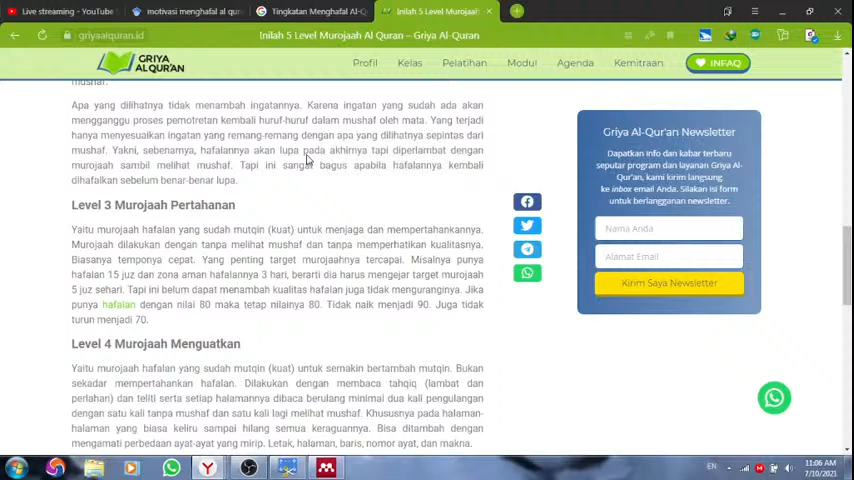 Live streaming - YouTube
motivasi menghafal al qur
Tingkatan Menghafal Al-Q
Inilah 5 Level Murojaah
griyaalquran.id
Inilah 5 Level Murojaah Al Quran – Griya Al-Quran
GRIYA
AL QUR'AN
Profil
Kelas
Pelatihan
Modul
Agenda
Kemitraan
INFAQ
mushaf.
Apa yang dilihatnya tidak menambah ingatannya. Karena ingatan yang sudah ada akan
mengganggu proses pemotretan kembali huruf-huruf dalam mushaf oleh mata. Yang terjadi
hanya menyesuaikan ingatan yang remang-remang dengan apa yang dilihatnya sepintas dari
mushaf. Yakni, sebenarnya, hafalannya akan lupa pada akhirnya tapi diperlambat dengan
murojaah sambil melihat mushaf. Tapi ini sangat bagus apabila hafalannya kembali
dihafalkan sebelum benar-benar lupa.
Level 3 Murojaah Pertahanan
Yaitu murojaah hafalan yang sudah mutqin (kuat) untuk menjaga dan mempertahankannya.
Murojaah dilakukan dengan tanpa melihat mushaf dan tanpa memperhatikan kualitasnya.
Biasanya temponya cepat. Yang penting target murojaahnya tercapai. Misalnya punya
hafalan 15 juz dan zona aman hafalannya 3 hari, berarti dia harus mengejar target murojaah
5 juz sehari. Tapi ini belum dapat menambah kualitas hafalan juga tidak menguranginya. Jika
punya hafalan dengan nilai 80 maka tetap nilainya 80. Tidak naik menjadi 90. Juga tidak
turun menjadi 70.
Level 4 Murojaah Menguatkan
Yaitu murojaah hafalan yang sudah mutqin (kuat) untuk semakin bertambah mutqin. Bukan
sekadar mempertahankan hafalan. Dilakukan dengan membaca tahqiq (lambat dan
perlahan) dan teliti serta setiap halamannya dibaca berulang minimal dua kali pengulangan
dengan satu kali tanpa mushaf dan satu kali lagi melihat mushaf. Khususnya pada halaman-
halaman yang biasa keliru sampai hilang semua keraguannya. Bisa ditambah dengan
mengamati perbedaan ayat-ayat yang mirip. Letak, halaman, baris, nomor ayat, dan makna.
Griya Al-Qur'an Newsletter
Dapatkan info dan kabar terbaru
seputar program dan layanan Griya Al-
Qur'an, kami kirim langsung
ke inbox email Anda. Silakan isi form
untuk berlangganan newsletter.
Nama Anda
Alamat Email
Kirim Saya Newsletter
EN
11:06 AM
7/10/2021